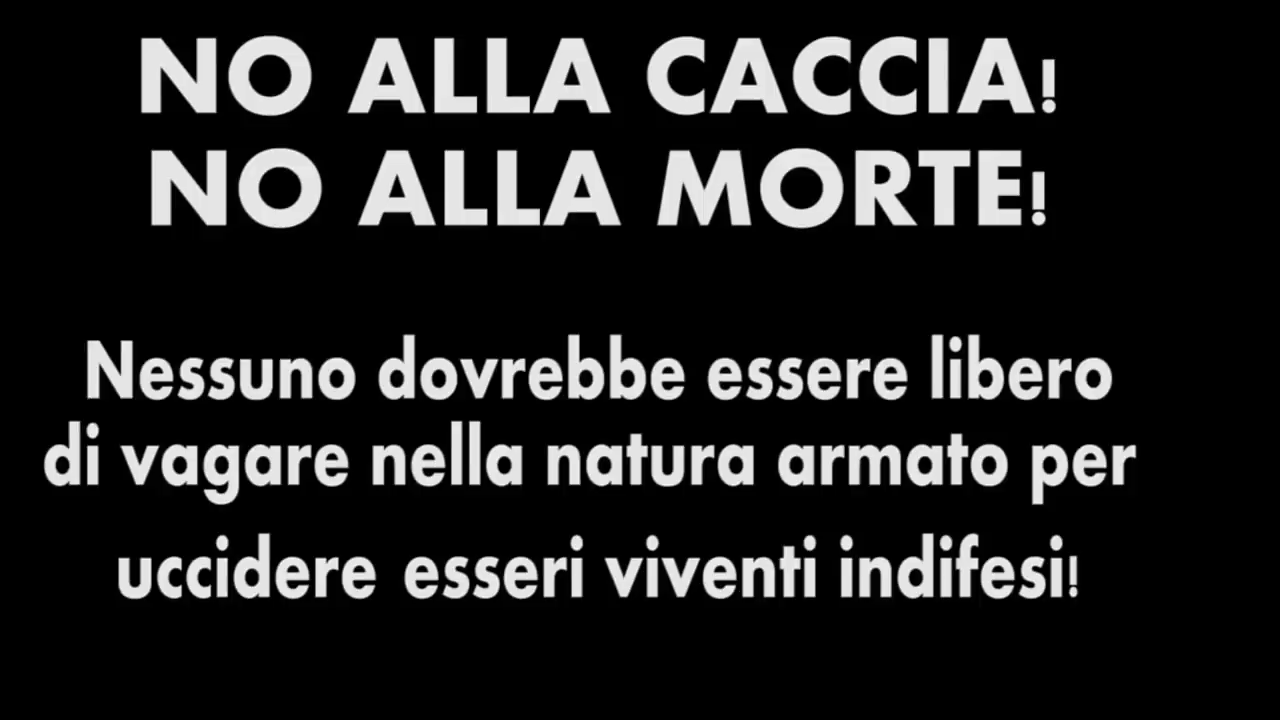 NO ALLA CACCIA!
NO ALLA MORTE!
Nessuno dovrebbe essere libero
di vagare nella natura armato per
uccidere esseri viventi indifesi!